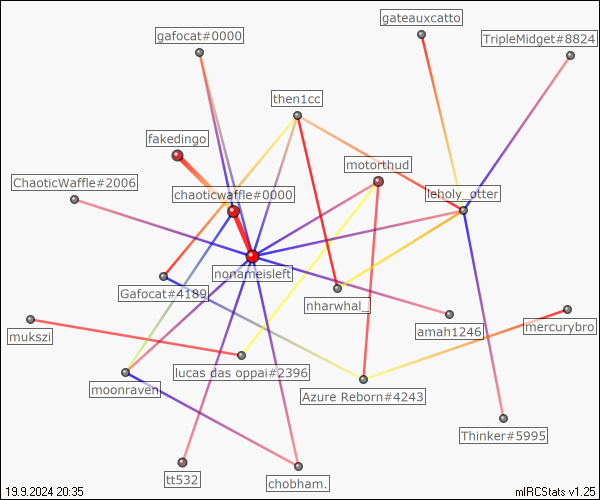 gateauxcatto
gafocat#0000
TripleMidget#8824
then1cc
fakedingo
motorthud
ChaoticWaffle#2006
chaoticwaffle#0000
leholy_otter
nonameisleft
Gafocat#4189
nharwhal_
mukszi
amah1246
mercurybro
lucas das oppai#2396
moonraven
Azure Reborn#4243
Thinker#5995
tt532
chobham.
19.9.2024 20:35
mIRCStats v1.25